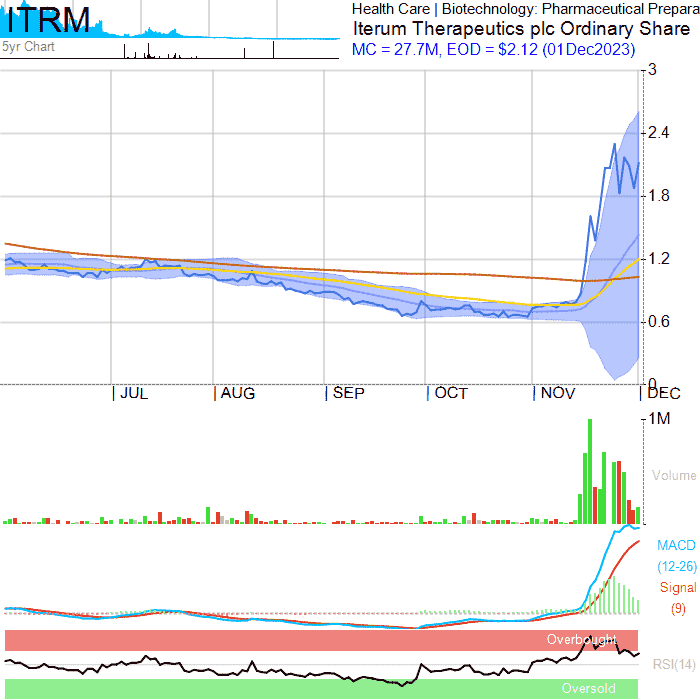 ITRM
5yr Chart
Health Care | Biotechnology: Pharmaceutical Prepara
Iterum Therapeutics plc Ordinary Share
MC = 27.7M, EOD = $2.12 (01Dec2023)
3
2.4
1.8
1.2
0.6
0
JUL AUG SEP OCT NOV DEC
1M
Volume
MACD
(12-26)
Signal
(9)
Overbought
RSI(14)
Oversold